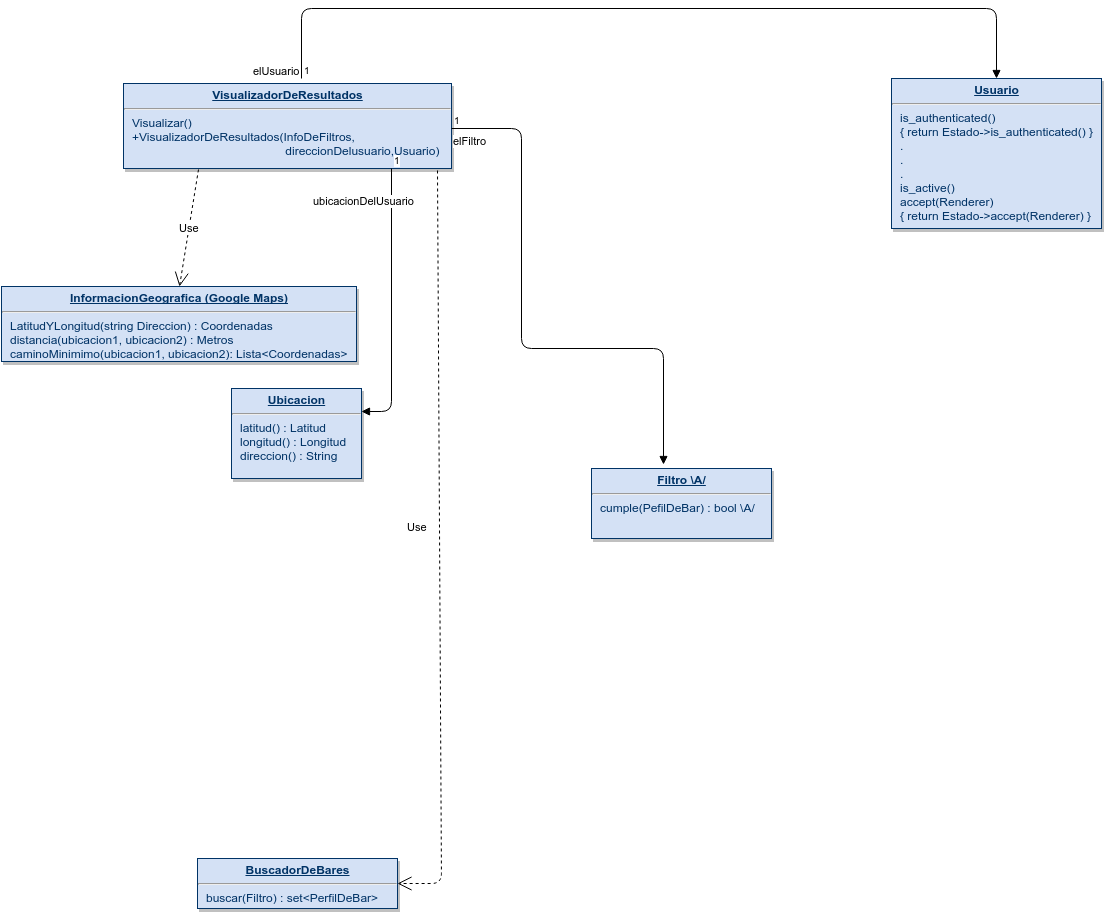 elUsuario 1
VisualizadorDeResultados
Visualizar()
+VisualizadorDeResultados(InfoDeFiltros,
direccionDelusuario,Usuario)
1
1
elFiltro
ubicacionDelUsuario
Use
Usuario
is_authenticated()
{ return Estado->is_authenticated() }
.
.
.
is_active()
accept(Renderer)
{ return Estado->accept(Renderer) }
InformacionGeografica (Google Maps)
LatitudYLongitud(string Direccion) : Coordenadas
distancia(ubicacion1, ubicacion2) : Metros
caminoMinimimo(ubicacion1, ubicacion2): Lista<Coordenadas>
Ubicacion
latitud() : Latitud
longitud() : Longitud
direccion() : String
Filtro \A/
cumple(PefilDeBar) : bool \A/
Use
BuscadorDeBares
buscar(Filtro) : set<PerfilDeBar>